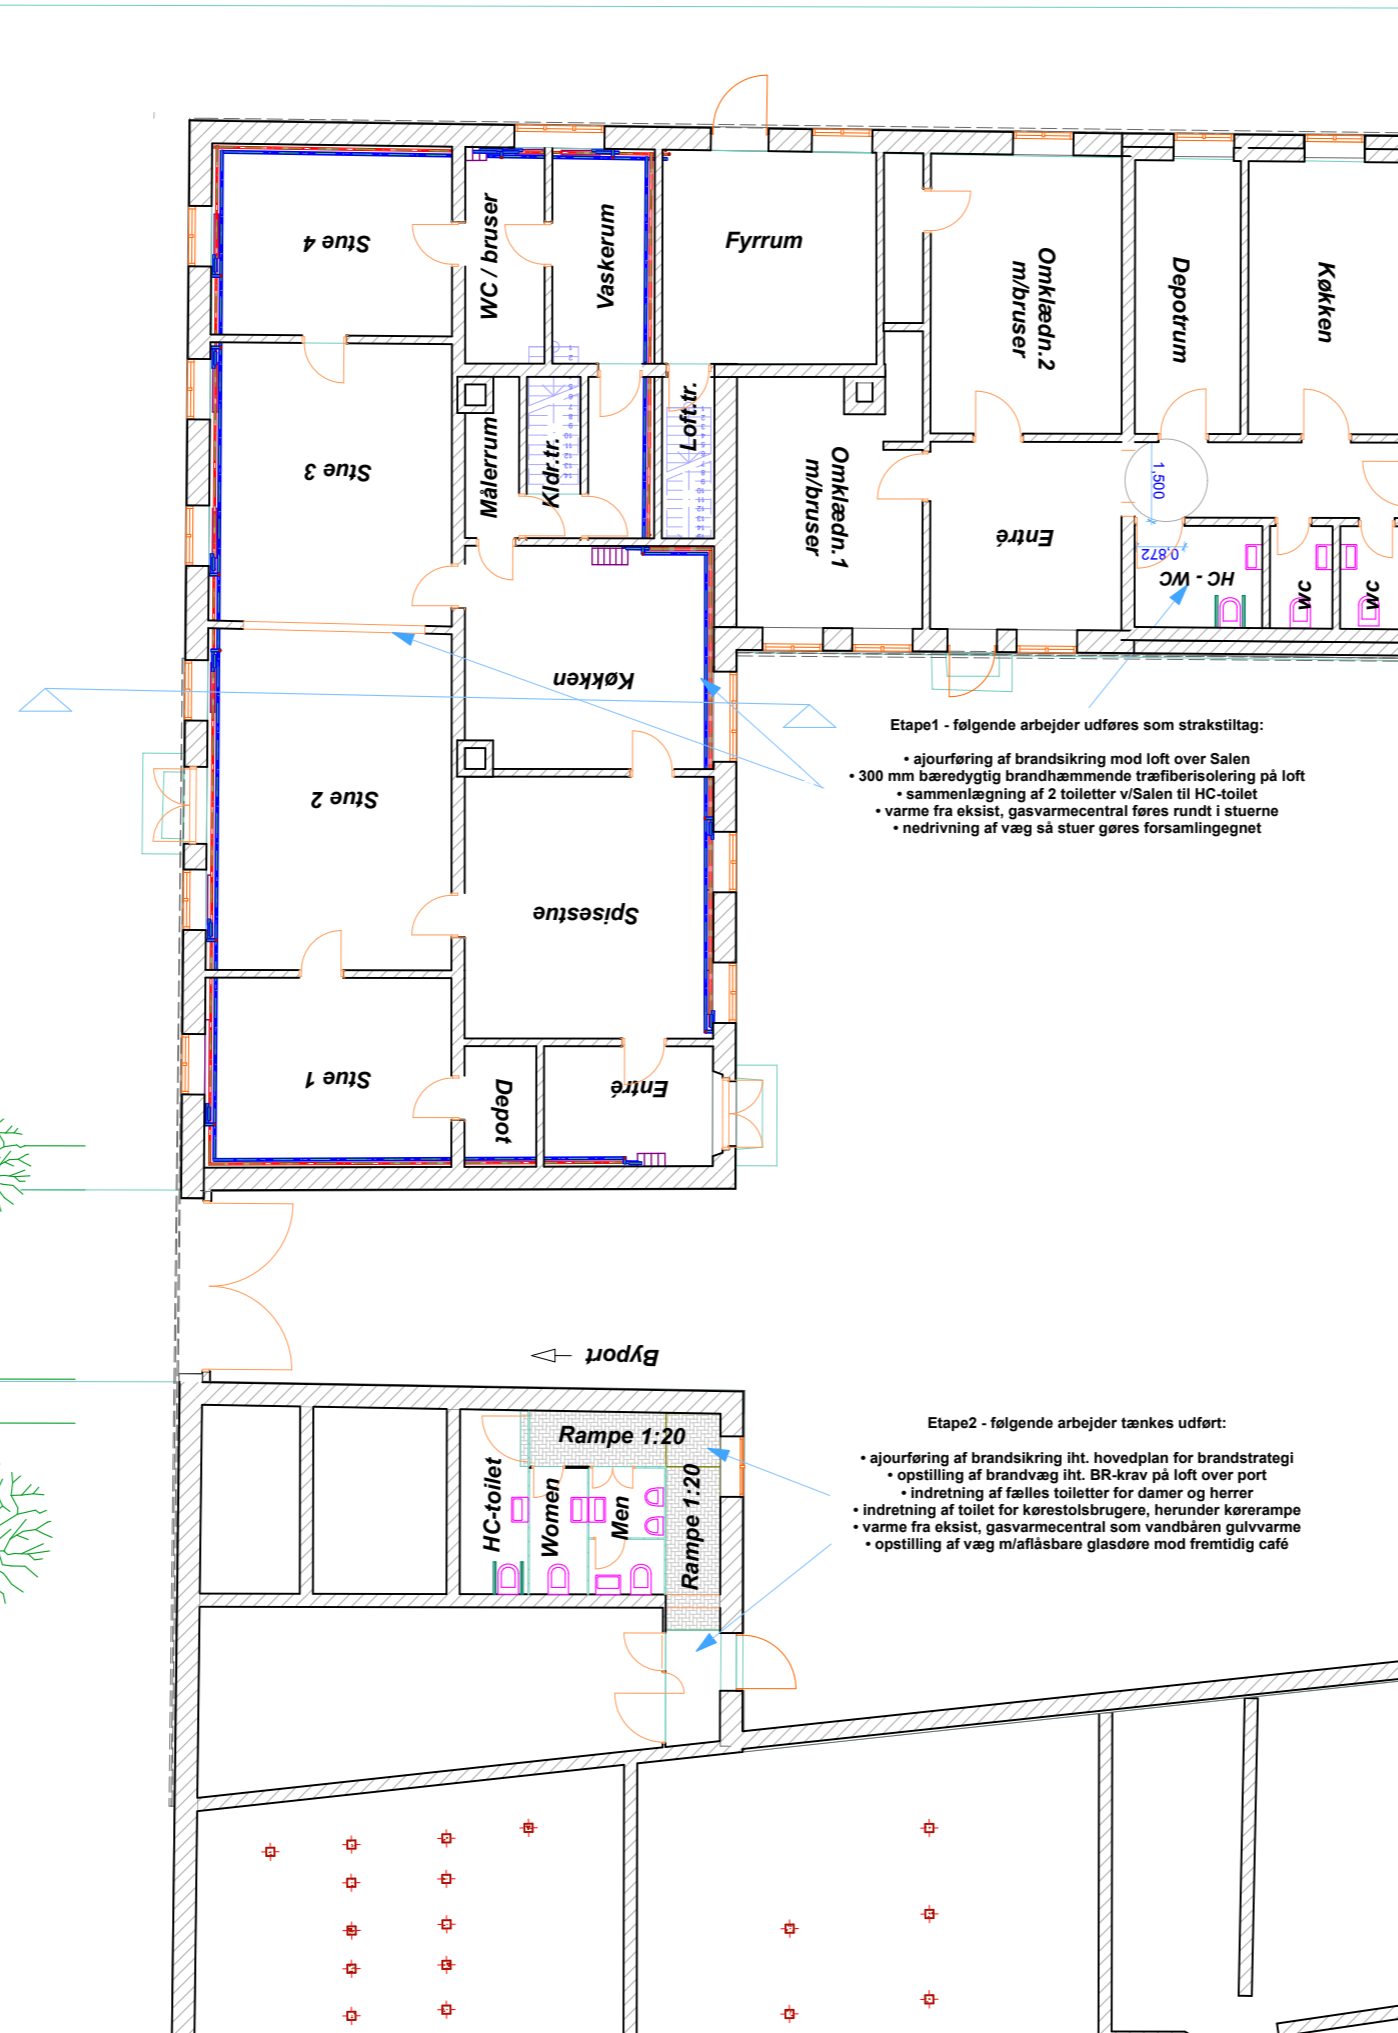 Stue 4
WC / bruser
Vaskerum
Fyrrum
Omklædn.2
m/bruser
Depotrum
Køkken
Stue 3
Målerrum
Kldr.tr.
Loft.tr.
Omklædn.1
m/bruser
Entré
1,500
0.872
HC - WC
WC
WC
Køkken
Stue 2
Spisestue
Stue 1
Depot
Entré
Etape1 - følgende arbejder udføres som strakstiltag:
• ajourføring af brandsikring mod loft over Salen
• 300 mm bæredygtig brandhæmmende træfiberisolering på loft
• sammenlægning af 2 toiletter v/Salen til HC-toilet
• varme fra eksist, gasvarmecentral føres rundt i stuerne
• nedrivning af væg så stuer gøres forsamlingegnet
Byport
Rampe 1:20
Rampe 1:20
HC-toilet
Women
Men
Etape2 - følgende arbejder tænkes udført:
• ajourføring af brandsikring iht. hovedplan for brandstrategi
• opstilling af brandvæg iht. BR-krav på loft over port
• indretning af fælles toiletter for damer og herrer
• indretning af toilet for kørestolsbrugere, herunder kørerampe
• varme fra eksist, gasvarmecentral som vandbåren gulvvarme
• opstilling af væg m/aflåsbare glasdøre mod fremtidig café